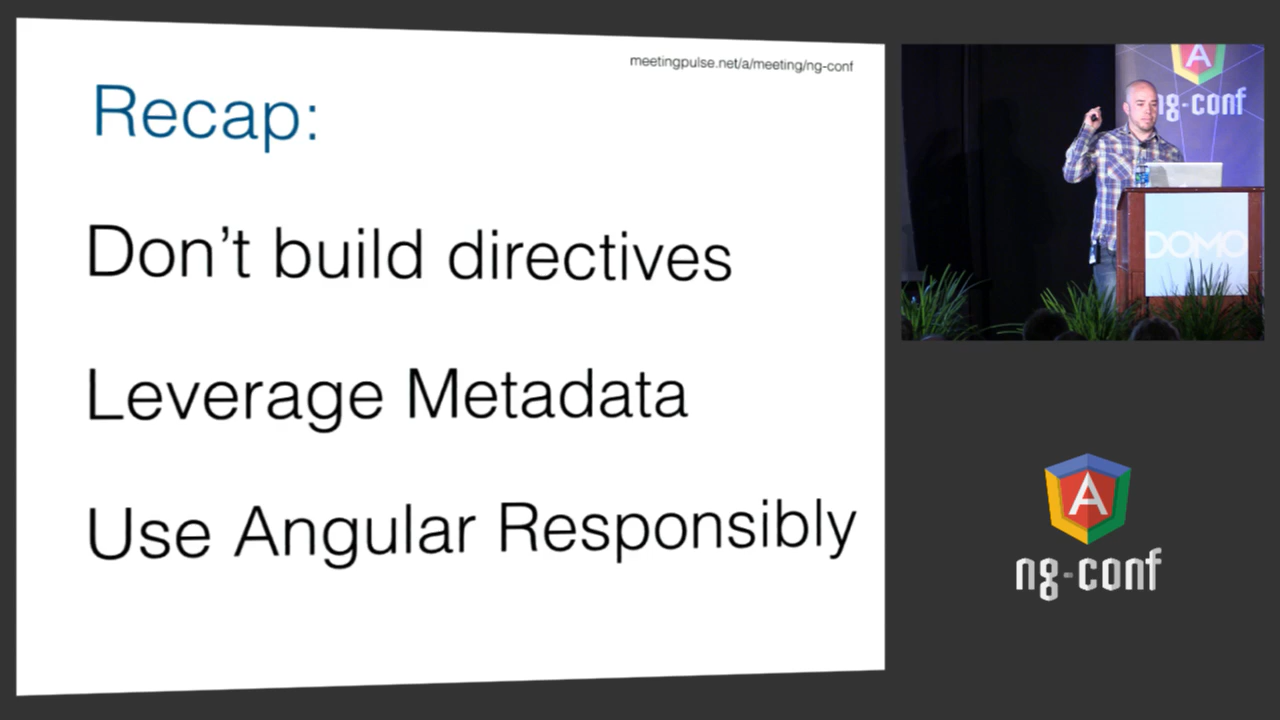 meetingpulse.net/a/meeting/ng-conf
Recap:
Don't build directives
Leverage Metadata
Use Angular Responsibly
A
ng-conf
DOMO
A
ng-conf